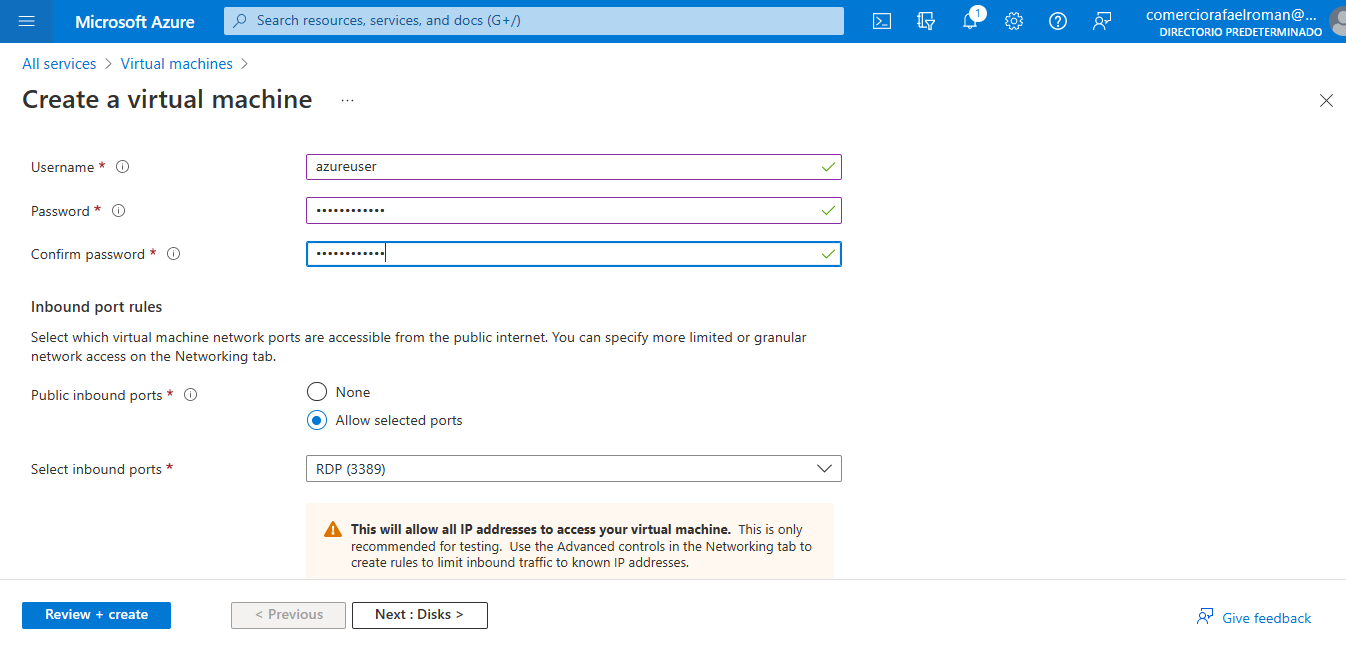 Microsoft Azure
Search resources, services, and docs (G+/)
1
comerciorafaelroman@...
DIRECTORIO PREDETERMINADO
All services > Virtual machines >
Create a virtual machine ...
Username *
azureuser
Password *
••••••••••••
Confirm password *
••••••••••••
Inbound port rules
Select which virtual machine network ports are accessible from the public internet. You can specify more limited or granular
network access on the Networking tab.
Public inbound ports *
None
Allow selected ports
Select inbound ports *
RDP (3389)
This will allow all IP addresses to access your virtual machine. This is only
recommended for testing. Use the Advanced controls in the Networking tab to
create rules to limit inbound traffic to known IP addresses.
Review + create
< Previous
Next : Disks >
Give feedback